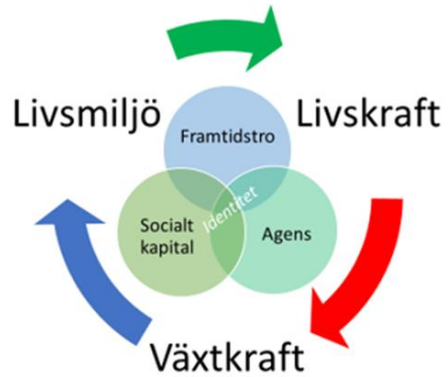 Livsmiljö
Livskraft
Framtidstro
Identitet
Socialt
kapital
Agens
Växtkraft